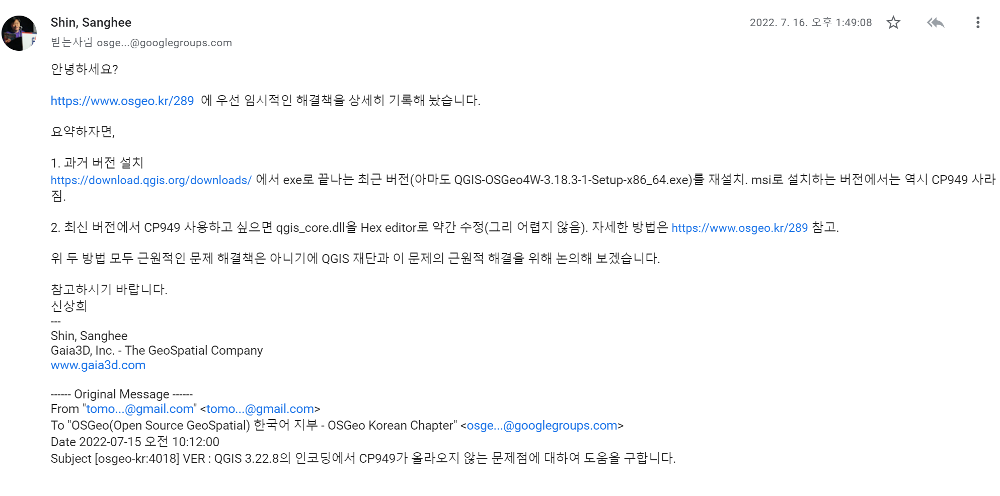 Shin, Sanghee
2022. 7. 16. 오후 1:49:08
받는사람 osge...@googlegroups.com
안녕하세요?
https://www.osgeo.kr/289 에 우선 임시적인 해결책을 상세히 기록해 놨습니다.
요약하자면,
1. 과거 버전 설치
https://download.qgis.org/downloads/ 에서 exe로 끝나는 최근 버전(아마도 QGIS-OSGeo4W-3.18.3-1-Setup-x86_64.exe)를 재설치. msi로 설치하는 버전에서는 역시 CP949 사라
짐.
2. 최신 버전에서 CP949 사용하고 싶으면 qgis_core.dll을 Hex editor로 약간 수정(그리 어렵지 않음). 자세한 방법은 https://www.osgeo.kr/289 참고.
위 두 방법 모두 근원적인 문제 해결책은 아니기에 QGIS 재단과 이 문제의 근원적 해결을 위해 논의해 보겠습니다.
참고하시기 바랍니다.
신상희
---
Shin, Sanghee
Gaia3D, Inc. - The GeoSpatial Company
www.gaia3d.com
------ Original Message ------
From "tomo...@gmail.com" <tomo...@gmail.com>
To "OSGeo(Open Source GeoSpatial) 한국어 지부 - OSGeo Korean Chapter" <osge...@googlegroups.com>
Date 2022-07-15 오전 10:12:00
Subject [osgeo-kr:4018] VER : QGIS 3.22.8의 인코딩에서 CP949가 올라오지 않는 문제점에 대하여 도움을 구합니다.